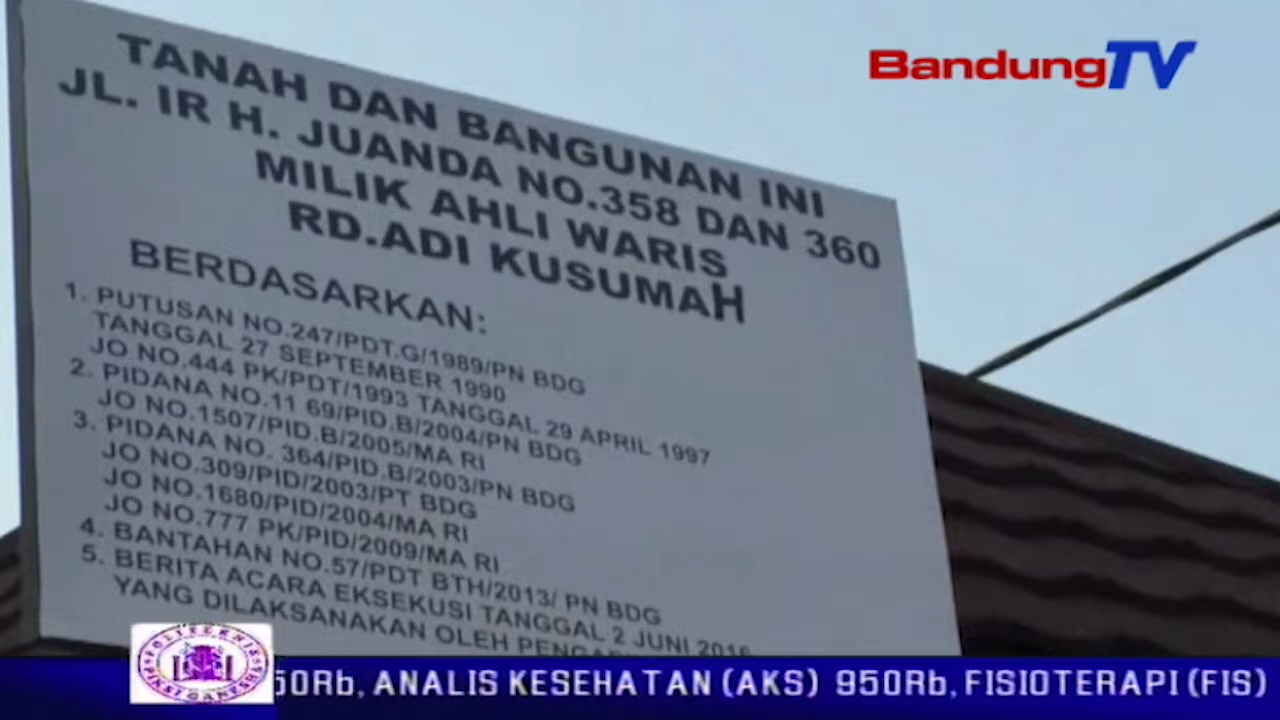 BandungTV
TANAH DAN BANGUNAN INI
JL. IR H. JUANDA NO.358 DAN 360
MILIK AHLI WARIS
RD.ADI KUSUMAH
BERDASARKAN:
1. PUTUSAN NO.247/PDT.G/1989/PN BDG
TANGGAL 27 SEPTEMBER 1990
JO NO.444 PK/PDT/1993 TANGGAL 29 APRIL 1997
2. PIDANA NO.11 69/PID.B/2004/PN BDG
JO NO.1507/PID.B/2005/MA RI
3. PIDANA NO. 364/PID.B/2003/PN BDG
JO NO.309/PID/2003/PT BDG
JO NO.1680/PID/2004/MA RI
JO NO.777 PK/PID/2009/MA RI
4. BANTAHAN NO.57/PDT BTH/2013/ PN BDG
5. BERITA ACARA EKSEKUSI TANGGAL 2 JUNI
YANG DILAKSANAKAN OLEH
50Rb, ANALIS KESEHATAN (AKS) 950Rb, FISIOTERAPI (FIS)